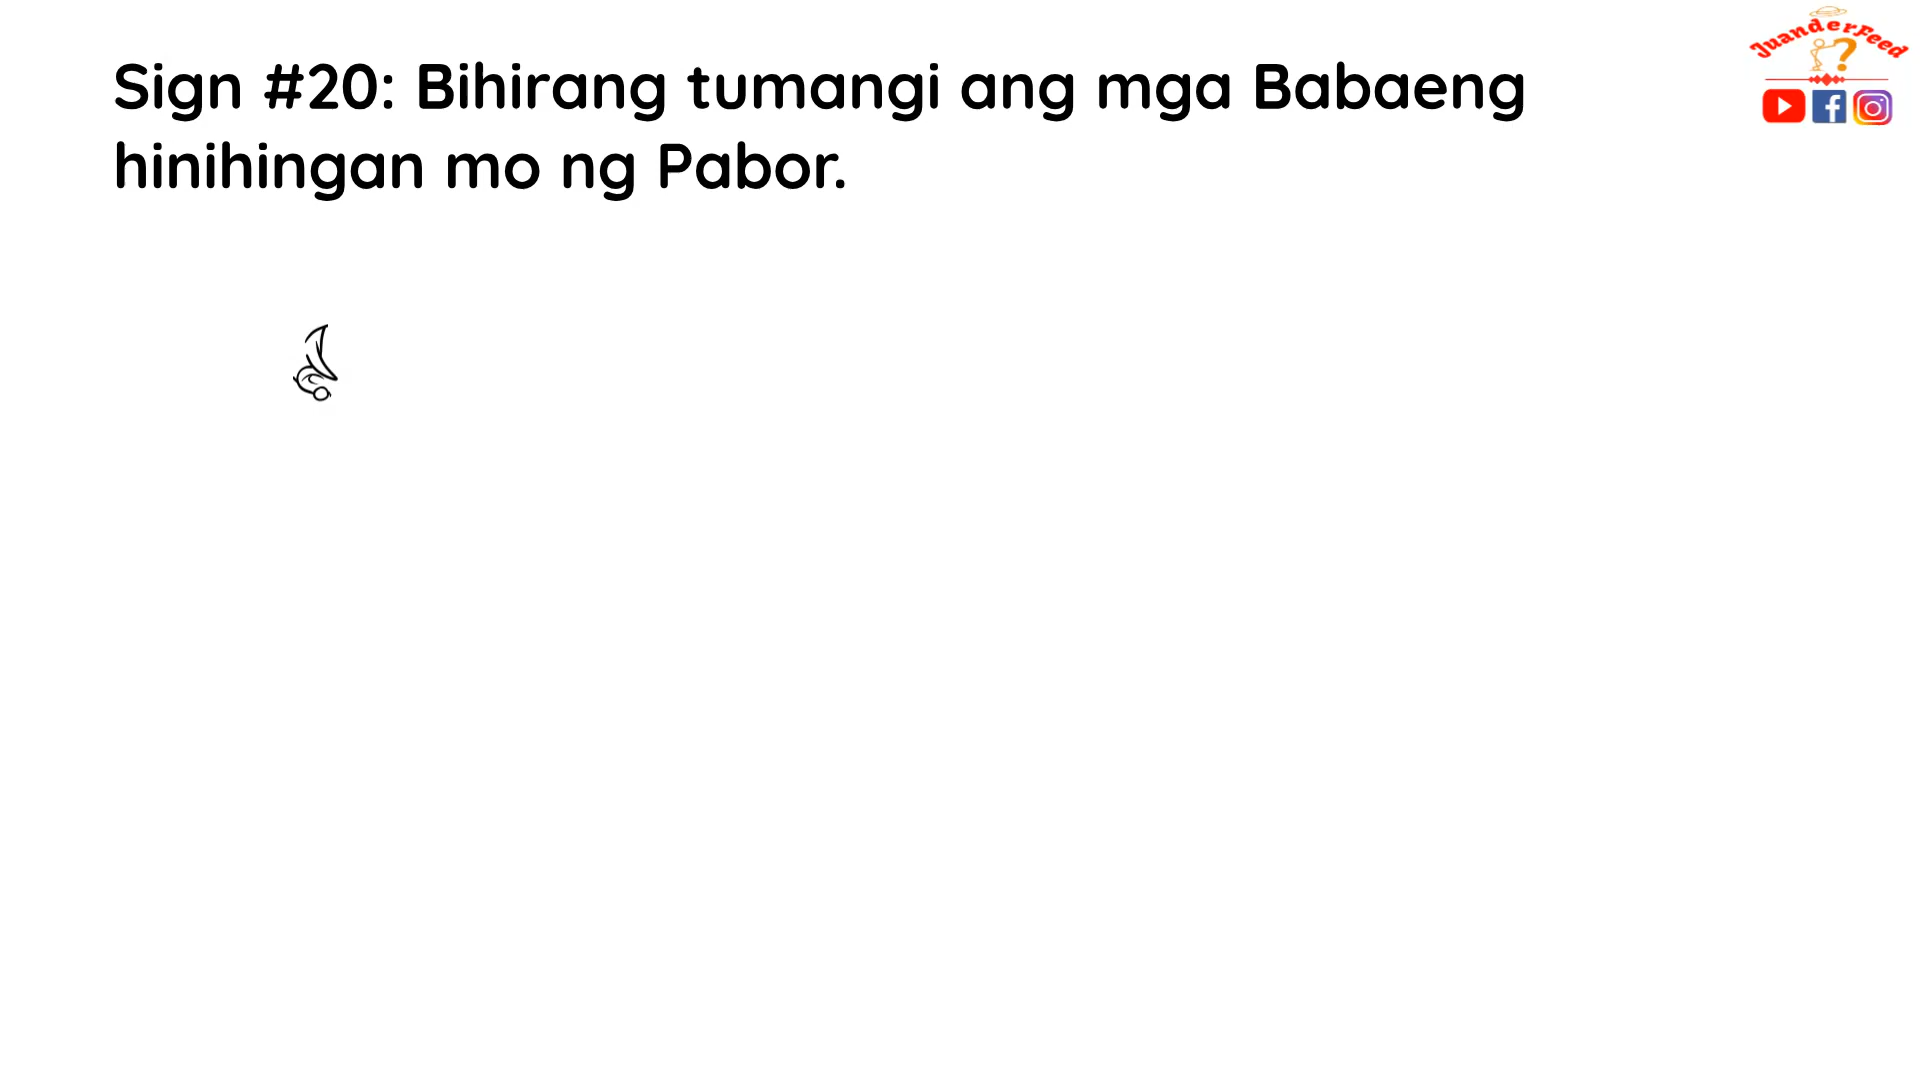 Sign #20: Bihirang tumangi ang mga Babaeng
hinihingan mo ng Pabor.
JuanderFeed